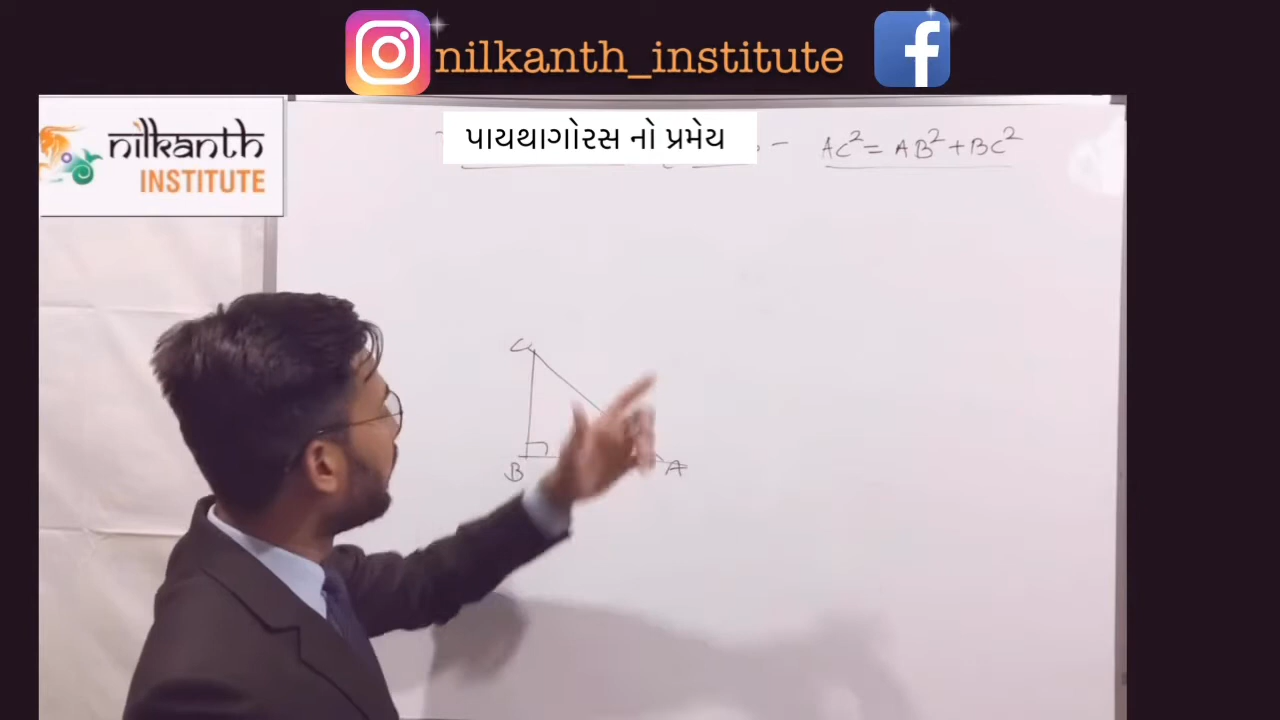 nilkanth_institute
nilkanth
INSTITUTE
પાયથાગોરસ નો પ્રમેય
- AC²= AB²+BC²
C
B
A